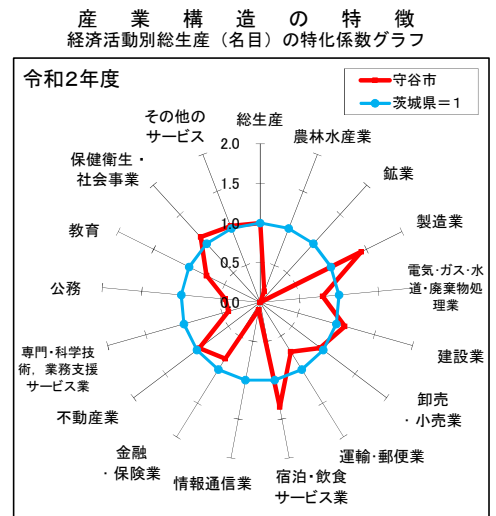 産業構造の特徴
経済活動別総生産（名目）の特化係数グラフ
令和2年度
守谷市
茨城県＝1
総生産
農林水産業
鉱業
製造業
電気・ガス・水
道・廃棄物処
理業
建設業
卸売
・小売業
運輸・郵便業
宿泊・飲食
サービス業
情報通信業
金融
・保険業
不動産業
専門・科学技
術，業務支援
サービス業
公務
教育
保健衛生・
社会事業
その他の
サービス
2.0
1.5
1.0
0.5
0.0